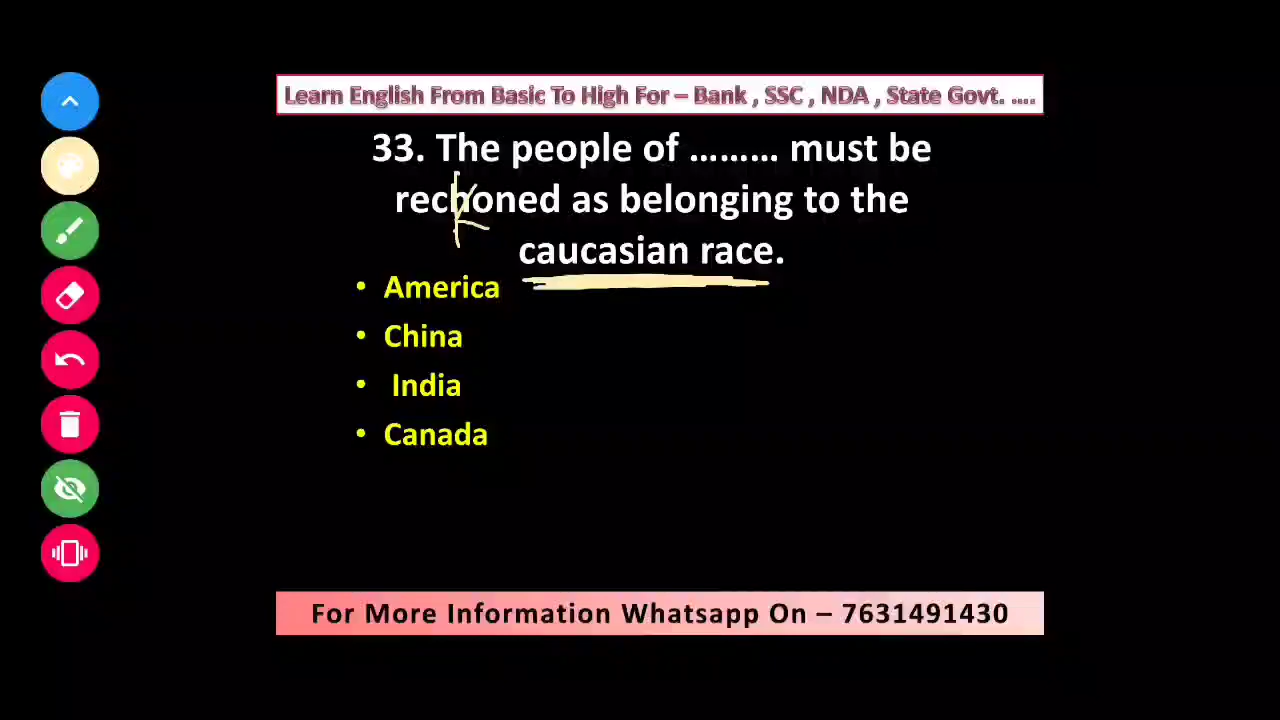 Learn English From Basic To High For – Bank , SSC , NDA , State Govt. ....
33. The people of ......... must be
rechoned as belonging to the
caucasian race.
• America
• China
• India
• Canada
For More Information Whatsapp On – 7631491430